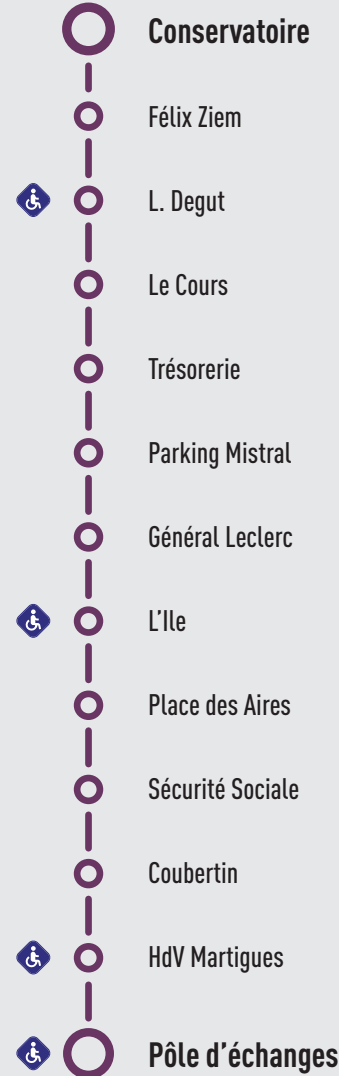 Conservatoire
Félix Ziem
L. Degut
Le Cours
Trésorerie
Parking Mistral
Général Leclerc
L'Ile
Place des Aires
Sécurité Sociale
Coubertin
HdV Martigues
Pôle d'échanges